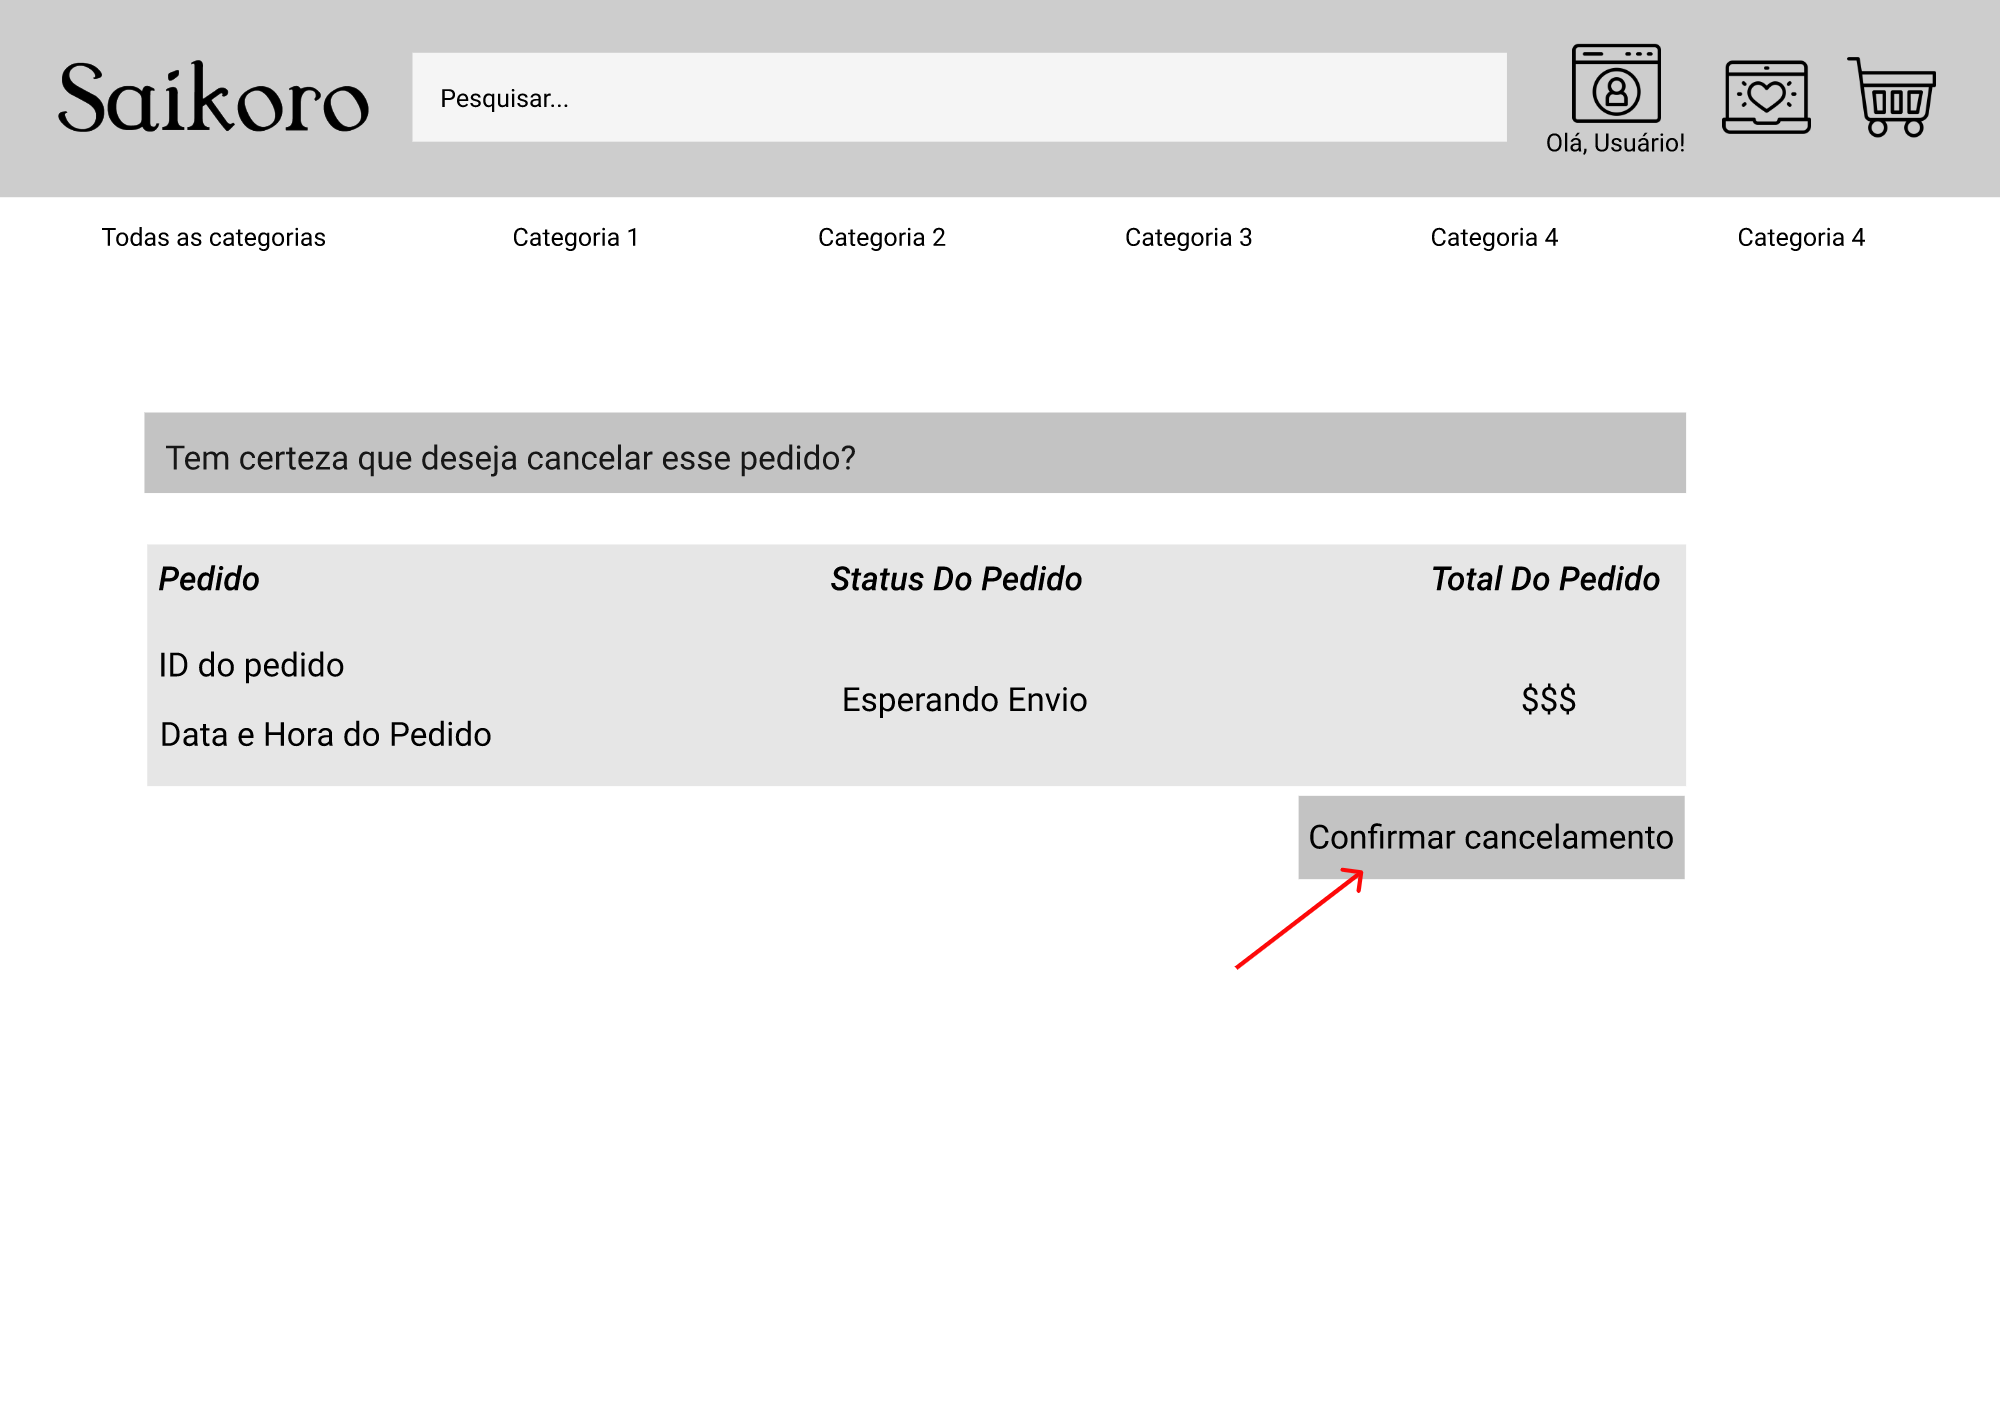 Saikoro
Pesquisar...
Olá, Usuário!
Todas as categorias
Categoria 1
Categoria 2
Categoria 3
Categoria 4
Categoria 4
Tem certeza que deseja cancelar esse pedido?
Pedido
Status Do Pedido
Total Do Pedido
ID do pedido
Esperando Envio
$$$
Data e Hora do Pedido
Confirmar cancelamento